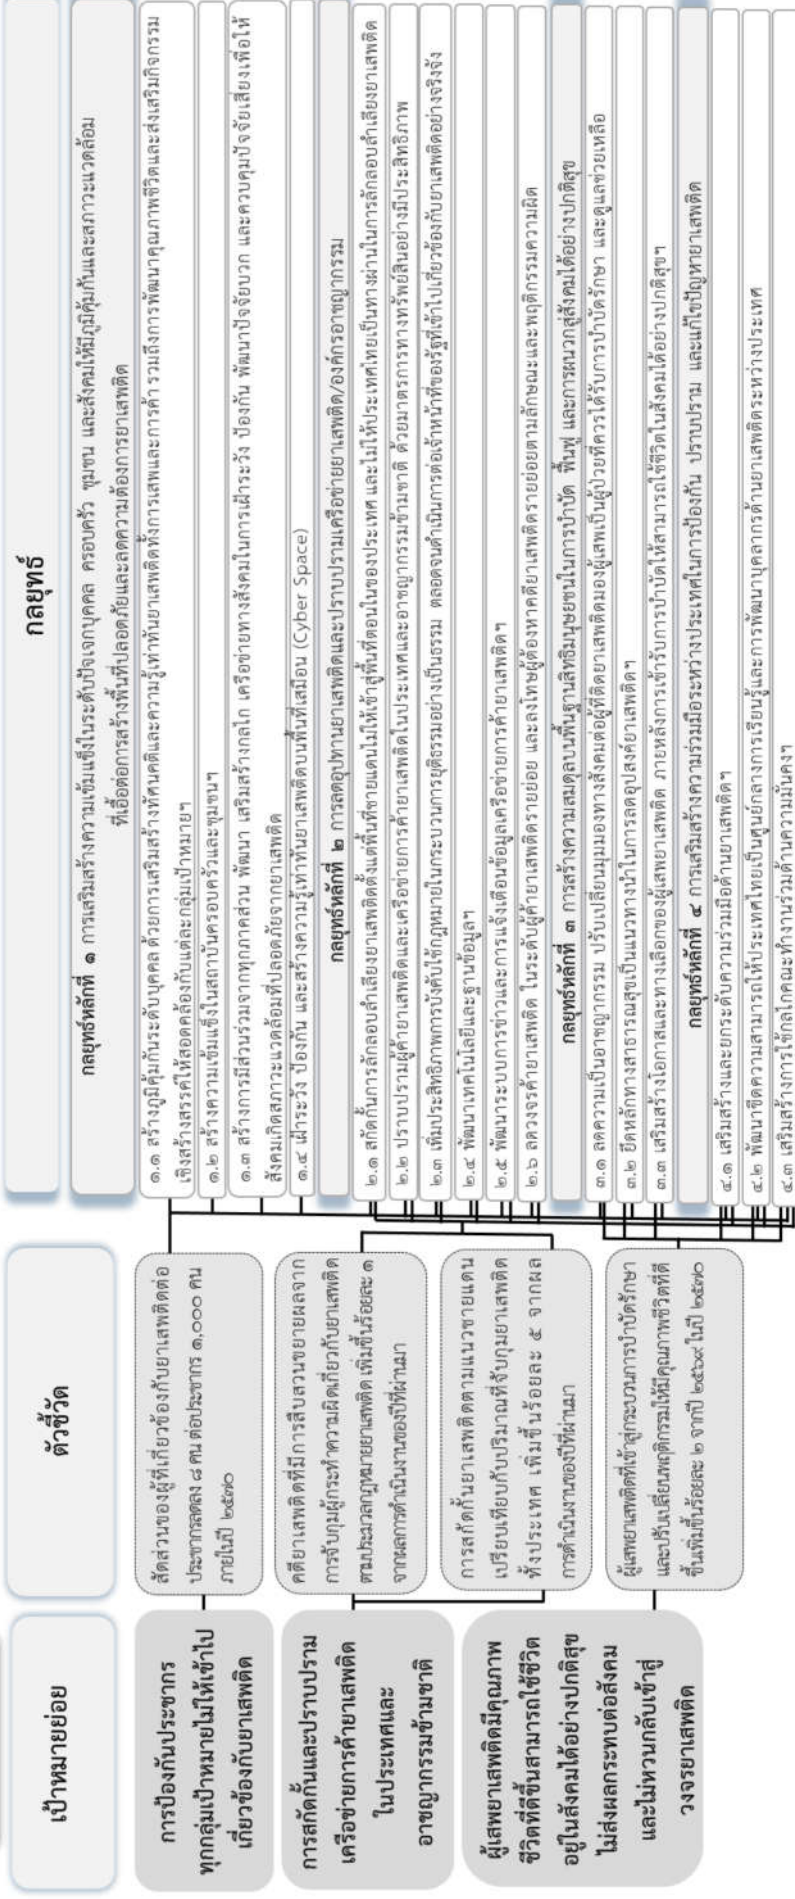 เป้าหมายย่อย
ตัวชี้วัด
กลยุทธ์
การป้องกันประชากร
ทุกกลุ่มเป้าหมายไม่ให้เข้าไป
เกี่ยวข้องกับยาเสพติด
การสกัดกั้นและปราบปราม
เครือข่ายการค้ายาเสพติด
ในประเทศและ
อาชญากรรมข้ามชาติ
ผู้เสพยาเสพติดมีคุณภาพ
ชีวิตที่ดีขึ้นสามารถใช้ชีวิต
อยู่ในสังคมได้อย่างปกติสุข
ไม่ส่งผลกระทบต่อสังคม
และไม่หวนกลับเข้าสู่
วงจรยาเสพติด
สัดส่วนของผู้ที่เกี่ยวข้องกับยาเสพติดต่อ
ประชากรลดลง ๘ คน ต่อประชากร ๑,๐๐๐ คน
ภายในปี ๒๕๗๐
คดียาเสพติดที่มีการสืบสวนขยายผลจาก
การจับกุมผู้กระทำความผิดเกี่ยวกับยาเสพติด
ตามประมวลกฎหมายยาเสพติด เพิ่มขึ้นร้อยละ ๑
จากผลการดำเนินงานของปีที่ผ่านมา
การสกัดกั้นยาเสพติดตามแนวชายแดน
เปรียบเทียบกับปริมาณที่จับกุมยาเสพติด
ทั้งประเทศ เพิ่มขึ้นร้อยละ ๕ จากผล
การดำเนินงานของปีที่ผ่านมา
ผู้เสพยาเสพติดที่เข้าสู่กระบวนการบำบัดรักษา
และปรับเปลี่ยนพฤติกรรมให้มีคุณภาพชีวิตที่ดี
ขึ้นเพิ่มขึ้นร้อยละ ๒ จากปี ๒๕๖๙ ในปี ๒๕๗๐
กลยุทธ์หลักที่ ๑ การเสริมสร้างความเข้มแข็งในระดับปัจเจกบุคคล ครอบครัว ชุมชน และสังคมให้มีภูมิคุ้มกันและสภาวะแวดล้อม
ที่เอื้อต่อการสร้างพื้นที่ปลอดภัยและลดความต้องการยาเสพติด
๑.๑ สร้างภูมิคุ้มกันระดับบุคคล ด้วยการเสริมสร้างทัศนคติและความรู้เท่าทันยาเสพติดทั้งการเสพและการค้า รวมถึงการพัฒนาคุณภาพชีวิตและส่งเสริมกิจกรรม
เชิงสร้างสรรค์ให้สอดคล้องกับแต่ละกลุ่มเป้าหมายฯ
๑.๒ สร้างความเข้มแข็งในสถาบันครอบครัวและชุมชนฯ
๑.๓ สร้างการมีส่วนร่วมจากทุกภาคส่วน พัฒนา เสริมสร้างกลไก เครือข่ายทางสังคมในการเฝ้าระวัง ป้องกัน พัฒนาปัจจัยบวก และควบคุมปัจจัยเสี่ยงเพื่อให้
สังคมเกิดสภาวะแวดล้อมที่ปลอดภัยจากยาเสพติด
๑.๔ เฝ้าระวัง ป้องกัน และสร้างความรู้เท่าทันยาเสพติดบนพื้นที่เสมือน (Cyber Space)
กลยุทธ์หลักที่ ๒ การลดอุปทานยาเสพติดและปราบปรามเครือข่ายยาเสพติด/องค์กรอาชญากรรม
๒.๑ สกัดกั้นการลักลอบลำเลียงยาเสพติดตั้งแต่พื้นที่ชายแดนไม่ให้เข้าสู่พื้นที่ตอนในของประเทศ และไม่ให้ประเทศไทยเป็นทางผ่านในการลักลอบลำเลียงยาเสพติด
๒.๒ ปราบปรามผู้ค้ายาเสพติดและเครือข่ายการค้ายาเสพติดในประเทศและอาชญากรรมข้ามชาติ ด้วยมาตรการทางทรัพย์สินอย่างมีประสิทธิภาพ
๒.๓ เพิ่มประสิทธิภาพการบังคับใช้กฎหมายในกระบวนการยุติธรรมอย่างเป็นธรรม ตลอดจนดำเนินการต่อเจ้าหน้าที่ของรัฐที่เข้าไปเกี่ยวข้องกับยาเสพติดอย่างจริงจัง
๒.๔ พัฒนาเทคโนโลยีและฐานข้อมูลฯ
๒.๕ พัฒนาระบบการข่าวและการแจ้งเตือนข้อมูลเครือข่ายการค้ายาเสพติดฯ
๒.๖ ลดวงจรค้ายาเสพติด ในระดับผู้ค้ายาเสพติดรายย่อย และลงโทษผู้ต้องหาคดียาเสพติดรายย่อยตามลักษณะและพฤติกรรมความผิด
กลยุทธ์หลักที่ ๓ การสร้างความสมดุลบนพื้นฐานสิทธิมนุษยชนในการบำบัด ฟื้นฟู และการผนวกสู่สังคมได้อย่างปกติสุข
๓.๑ ลดความเป็นอาชญากรรม ปรับเปลี่ยนมุมมองทางสังคมต่อผู้ที่ติดยาเสพติดมองผู้เสพเป็นผู้ป่วยที่ควรได้รับการบำบัดรักษา และดูแลช่วยเหลือ
๓.๒ ยึดหลักทางสาธารณสุขเป็นแนวทางนำในการลดอุปสงค์ยาเสพติดฯ
๓.๓ เสริมสร้างโอกาสและทางเลือกของผู้เสพยาเสพติด ภายหลังการเข้ารับการบำบัดให้สามารถใช้ชีวิตในสังคมได้อย่างปกติสุขฯ
กลยุทธ์หลักที่ ๔ การเสริมสร้างความร่วมมือระหว่างประเทศในการป้องกัน ปราบปราม และแก้ไขปัญหายาเสพติด
๔.๑ เสริมสร้างและยกระดับความร่วมมือด้านยาเสพติดฯ
๔.๒ พัฒนาขีดความสามารถให้ประเทศไทยเป็นศูนย์กลางการเรียนรู้และการพัฒนาบุคลากรด้านยาเสพติดระหว่างประเทศ
๔.๓ เสริมสร้างการใช้กลไกคณะทำงานร่วมด้านความมั่นคงฯ